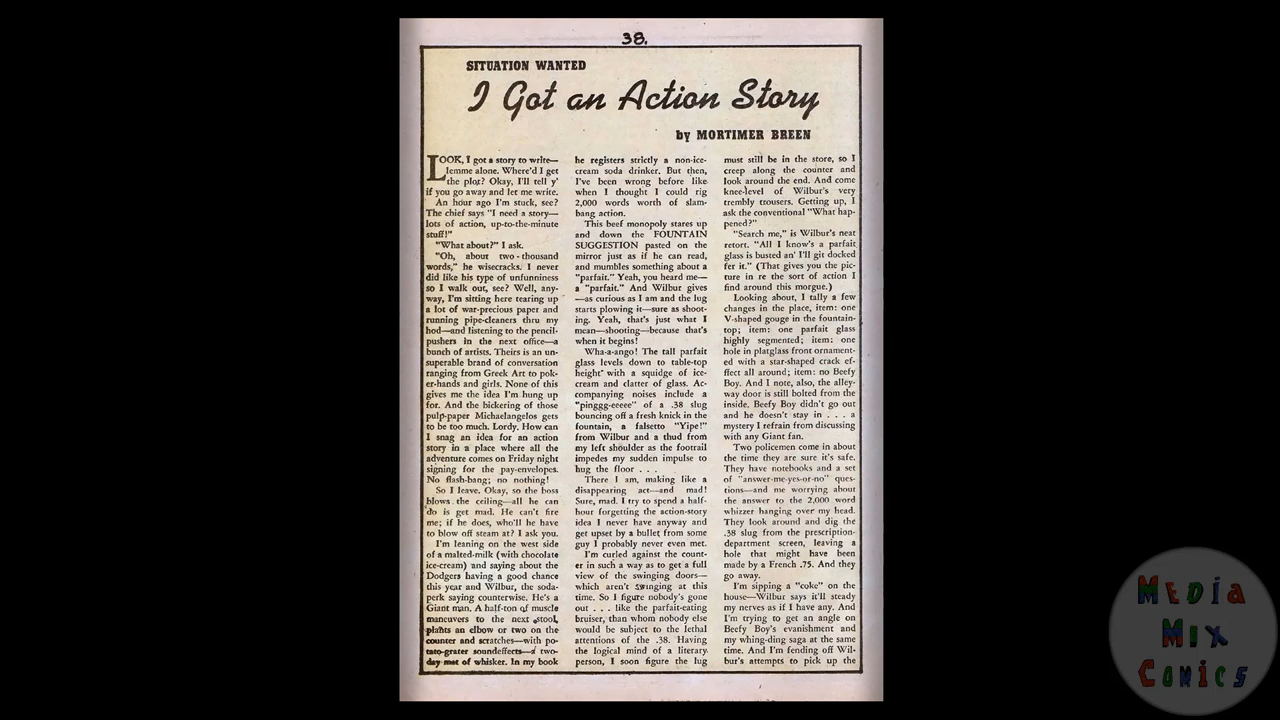 38.
SITUATION WANTED
I Got an Action Story
by MORTIMER BREEN
LOOK, I got a story to write—
lemme alone. Where'd I get
the plot? Okay, I'll tell y'
if you go away and let me write.
An hour ago I'm stuck, see?
The chief says "I need a story—
lots of action, up-to-the-minute
stuff!"
"What about?" I ask.
"Oh, about two-thousand
words," he wisecracks. I never
did like his type of unfunniness
so I walk out, see? Well, any-
way, I'm sitting here tearing up
a lot of war-precious paper and
running pipe-cleaners thru my
hod—and listening to the pencil-
pushers in the next office—a
bunch of artists. Theirs is an un-
superable brand of conversation
ranging from Greek Art to pok-
er-hands and girls. None of this
gives me the idea I'm hung up
for. And the bickering of those
pulp-paper Michaelangelos gets
to be too much. Lordy. How can
I snag an idea for an action
story in a place where all the
adventure comes on Friday night
signing for the pay-envelopes.
No flash-bang; no nothing!
So I leave. Okay, so the boss
blows the ceiling—all he can
do is get mad. He can't fire
me; if he does, who'll he have
to blow off steam at? I ask you.
I'm leaning on the west side
of a malted-milk (with chocolate
ice-cream) and saying about the
Dodgers having a good chance
this year and Wilbur, the soda-
perk saying counterwise. He's a
Giant man. A half-ton of muscle
maneuvers to the next stool,
plants an elbow or two on the
counter and scratches—with po-
tato-grater soundeffects—a two-
day mat of whisker. In my book
he registers strictly a non-ice-
cream soda drinker. But then,
I've been wrong before like
when I thought I could rig
2,000 words worth of slam-
bang action.
This beef monopoly stares up
and down the FOUNTAIN
SUGGESTION pasted on the
mirror just as if he can read,
and mumbles something about a
"parfait." Yeah, you heard me—
a "parfait." And Wilbur gives
—as curious as I am and the lug
starts plowing it—sure as shoot-
ing. Yeah, that's just what I
mean—shooting—because that's
when it begins!
Wha-a-ango! The tall parfait
glass levels down to table-top
height with a squidge of ice-
cream and clatter of glass. Ac-
companying noises include a
"pinggg-eeeee" of a .38 slug
bouncing off a fresh knick in the
fountain, a falsetto "Yipe!"
from Wilbur and a thud from
my left shoulder as the footrail
impedes my sudden impulse to
hug the floor . . .
There I am, making like a
disappearing act—and mad!
Sure, mad. I try to spend a half-
hour forgetting the action-story
idea I never have anyway and
get upset by a bullet from some
guy I probably never even met.
I'm curled against the count-
er in such a way as to get a full
view of the swinging doors—
which aren't swinging at this
time. So I figure nobody's gone
out . . . like the parfait-eating
bruiser, than whom nobody else
would be subject to the lethal
attentions of the .38. Having
the logical mind of a literary
person, I soon figure the lug
must still be in the store, so I
creep along the counter and
look around the end. And come
knee-level of Wilbur's very
trembly trousers. Getting up, I
ask the conventional "What hap-
pened?"
"Search me," is Wilbur's neat
retort. "All I know's a parfait
glass is busted an' I'll git docked
fer it." (That gives you the pic-
ture in re the sort of action I
find around this morgue.)
Looking about, I tally a few
changes in the place, item: one
V-shaped gouge in the fountain-
top; item: one parfait glass
highly segmented; item: one
hole in platglass front ornament-
ed with a star-shaped crack ef-
fect all around; item: no Beefy
Boy. And I note, also, the alley-
way door is still bolted from the
inside. Beefy Boy didn't go out
and he doesn't stay in . . . a
mystery I refrain from discussing
with any Giant fan.
Two policemen come in about
the time they are sure it's safe.
They have notebooks and a set
of "answer-me-yes-or-no" ques-
tions—and me worrying about
the answer to the 2,000 word
whizzer hanging over my head.
They look around and dig the
.38 slug from the prescription-
department screen, leaving a
hole that might have been
made by a French .75. And they
go away.
I'm sipping a "coke" on the
house—Wilbur says it'll steady
my nerves as if I have any. And
I'm trying to get an angle on
Beefy Boy's evanishment and
my whing-ding saga at the same
time. And I'm fending off Wil-
bur's attempts to pick up the
MEDiA
MiX
COMiCS